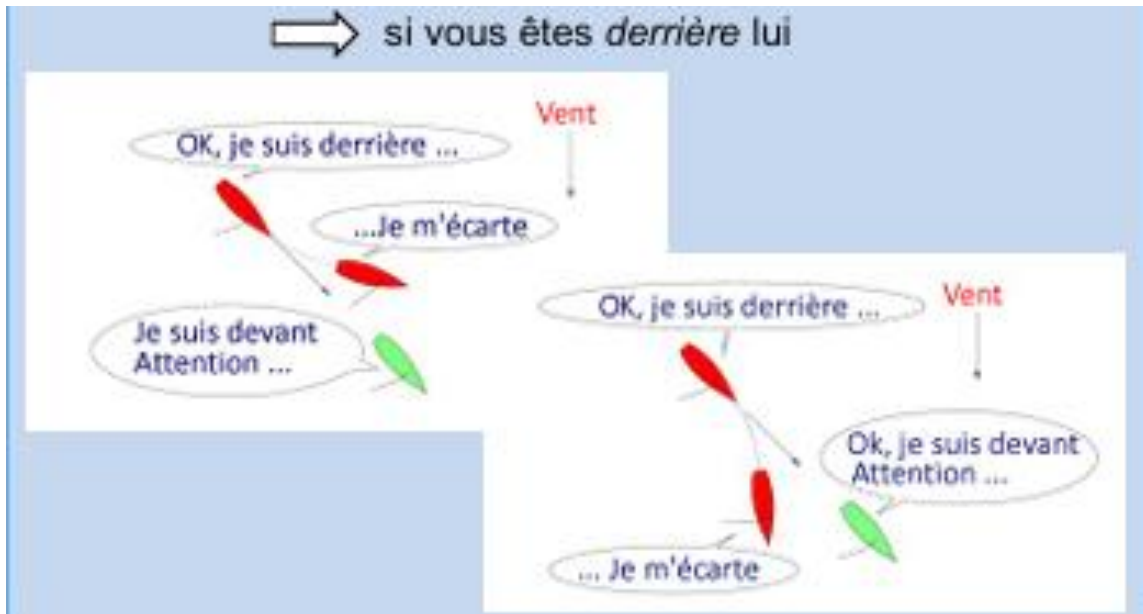 si vous êtes derrière lui
Vent
OK, je suis derrière ...
...Je m'écarte
Je suis devant
Attention ...
Vent
OK, je suis derrière ...
Ok, je suis devant
Attention ...
... Je m'écarte